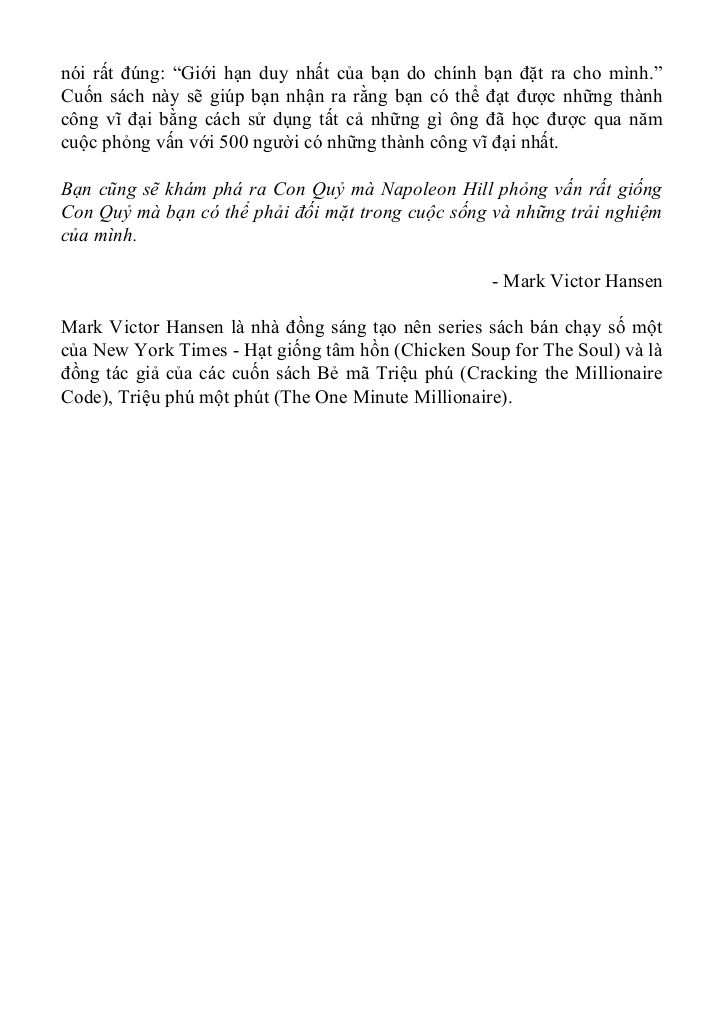 nói rất đúng: “Giới hạn duy nhất của bạn do chính bạn đặt ra cho mình.”
Cuốn sách này sẽ giúp bạn nhận ra rằng bạn có thể đạt được những thành
công vĩ đại bằng cách sử dụng tất cả những gì ông đã học được qua năm
cuộc phỏng vấn với 500 người có những thành công vĩ đại nhất.
Bạn cũng sẽ khám phá ra Con Quỷ mà Napoleon Hill phỏng vấn rất giống
Con Quỷ mà bạn có thể phải đối mặt trong cuộc sống và những trải nghiệm
của mình.
- Mark Victor Hansen
Mark Victor Hansen là nhà đồng sáng tạo nên series sách bán chạy số một
của New York Times - Hạt giống tâm hồn (Chicken Soup for The Soul) và là
đồng tác giả của các cuốn sách Bẻ mã Triệu phú (Cracking the Millionaire
Code), Triệu phú một phút (The One Minute Millionaire).